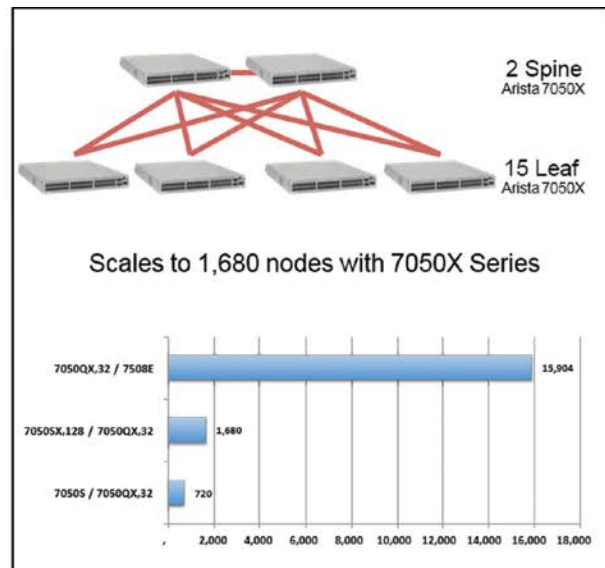 2 Spine
Arista 7050X
15 Leaf
Arista 7050X
Scales to 1,680 nodes with 7050X Series
7050QX,32 / 7508E
15,904
7050SX,128 / 7050QX,32
1,680
7050S / 7050QX,32
720
, 2,000 4,000 6,000 8,000 10,000 12,000 14,000 16,000 18,000